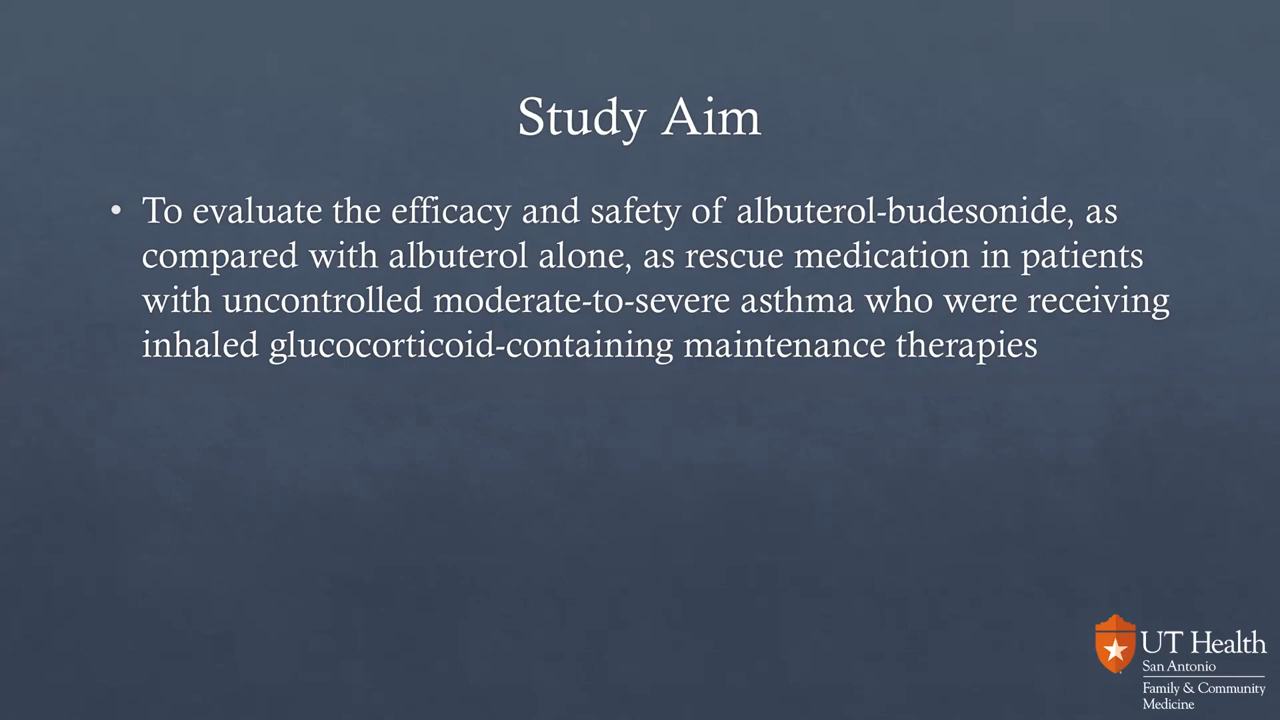 Study Aim
• To evaluate the efficacy and safety of albuterol-budesonide, as
compared with albuterol alone, as rescue medication in patients
with uncontrolled moderate-to-severe asthma who were receiving
inhaled glucocorticoid-containing maintenance therapies
UT Health
San Antonio
Family & Community
Medicine